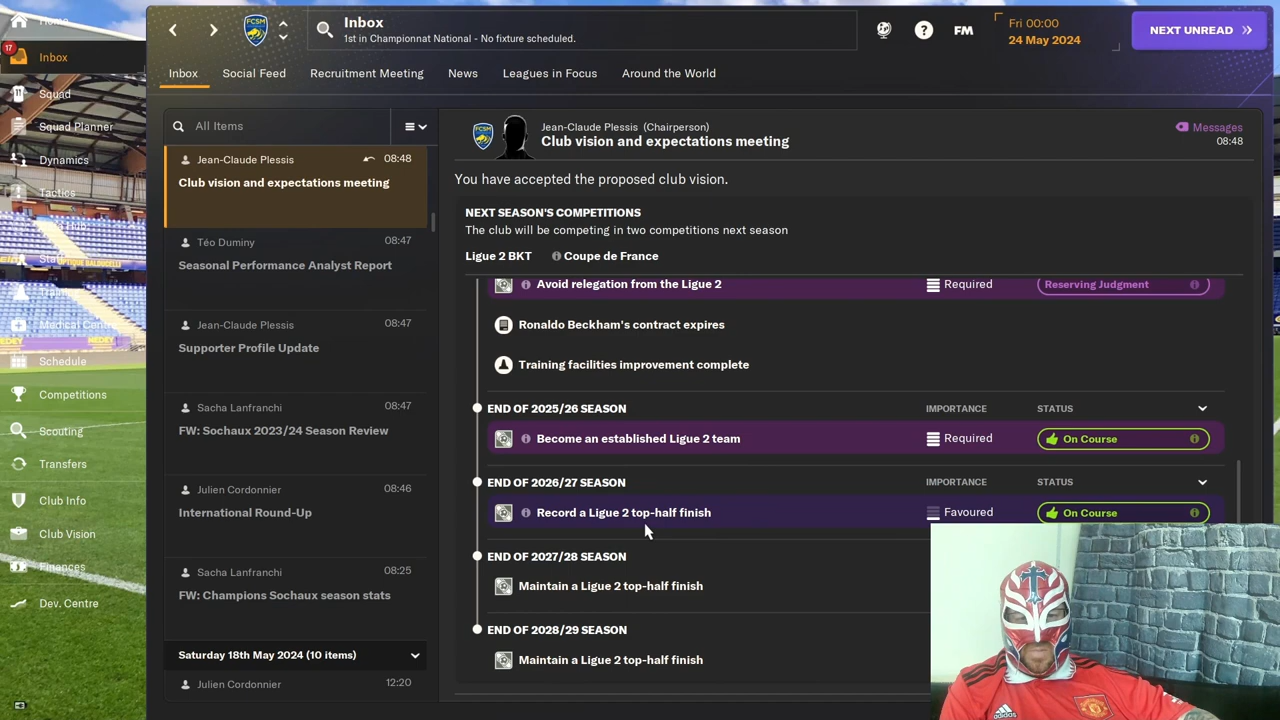 Home
17
Inbox
Squad
Squad Planner
Dynamics
Tactics
Medical Centre
Schedule
Competitions
Scouting
Transfers
Club Info
Club Vision
Finances
Dev. Centre
FCSM
Inbox
1st in Championnat National - No fixture scheduled.
?
FM
Fri 00:00
24 May 2024
NEXT UNREAD
Inbox
Social Feed
Recruitment Meeting
News
Leagues in Focus
Around the World
All Items
Jean-Claude Plessis
08:48
Club vision and expectations meeting
Téo Duminy
08:47
Seasonal Performance Analyst Report
Jean-Claude Plessis
08:47
Supporter Profile Update
Sacha Lanfranchi
08:47
FW: Sochaux 2023/24 Season Review
Julien Cordonnier
08:46
International Round-Up
Sacha Lanfranchi
08:25
FW: Champions Sochaux season stats
Saturday 18th May 2024 (10 items)
Julien Cordonnier
12:20
Jean-Claude Plessis (Chairperson)
Club vision and expectations meeting
Messages
08:48
You have accepted the proposed club vision.
NEXT SEASON'S COMPETITIONS
The club will be competing in two competitions next season
Ligue 2 BKT
Coupe de France
Avoid relegation from the Ligue 2
Required
Reserving Judgment
Ronaldo Beckham's contract expires
Training facilities improvement complete
END OF 2025/26 SEASON
IMPORTANCE
STATUS
Become an established Ligue 2 team
Required
On Course
END OF 2026/27 SEASON
IMPORTANCE
STATUS
Record a Ligue 2 top-half finish
Favoured
On Course
END OF 2027/28 SEASON
Maintain a Ligue 2 top-half finish
END OF 2028/29 SEASON
Maintain a Ligue 2 top-half finish
adidas